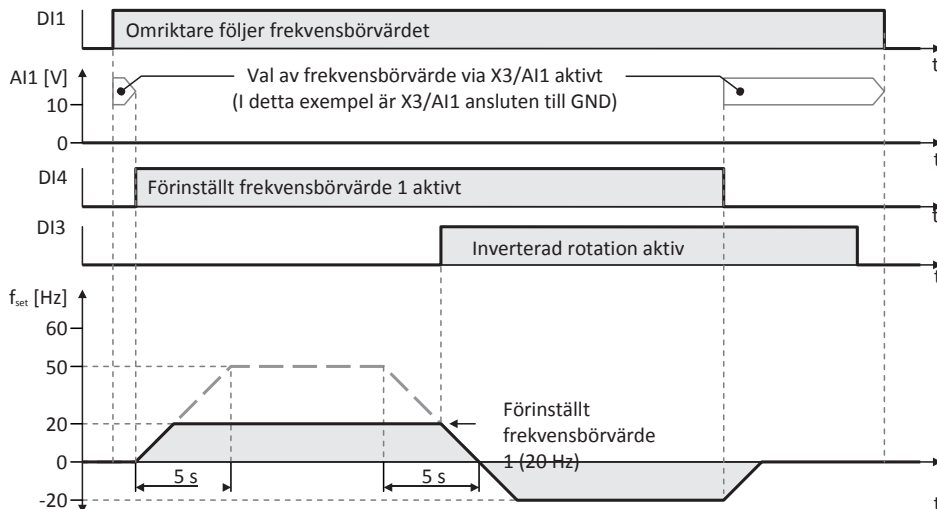 DI1
Omriktare följer frekvensbörvärdet
t
AI1 [V]
Val av frekvensbörvärde via X3/AI1 aktivt
(I detta exempel är X3/AI1 ansluten till GND)
10
0
t
DI4
Förinställt frekvensbörvärde 1 aktivt
t
DI3
Inverterad rotation aktiv
t
fset [Hz]
60
50
20
Förinställt
frekvensbörvärde
1 (20 Hz)
0
5 s
5 s
-20
t